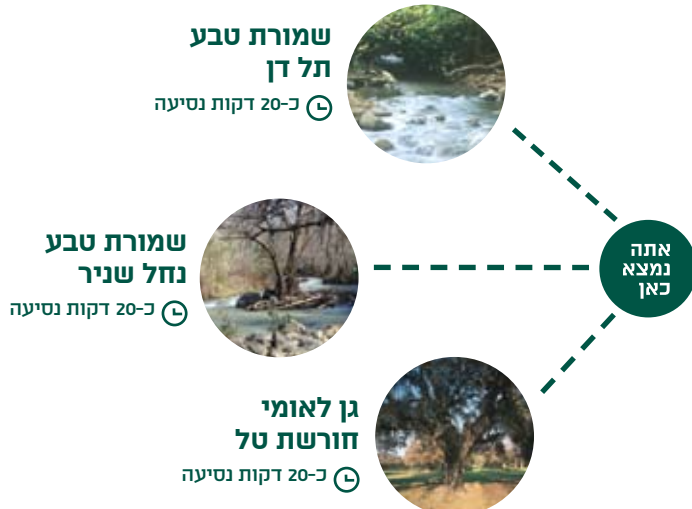 שמורת טבע
תל דן
כ-20 דקות נסיעה
אתה
נמצא
כאן
שמורת טבע
נחל שניר
כ-20 דקות נסיעה
גן לאומי
חורשת טל
כ-20 דקות נסיעה